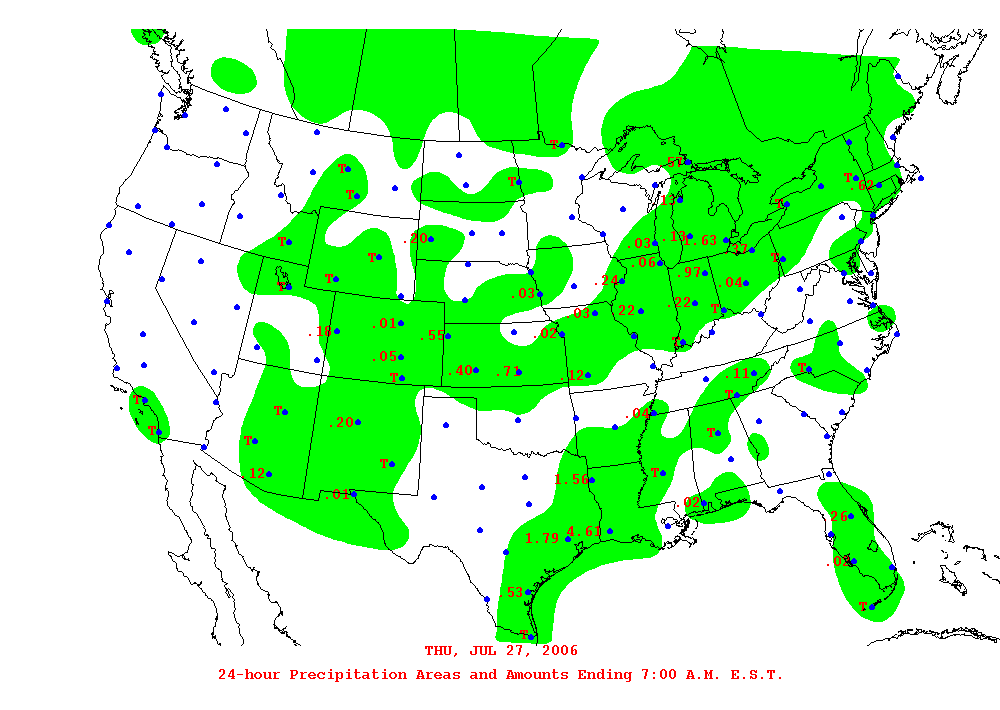 T
.51
T
T
T
T
.62
T
.13
T
.20
.03
.13
1.63
.37
T
T
.06
.97
T
T
.24
.04
.03
.03
.22
.22
T
.18
.01
.55
.02
T
.05
.40
.71
.12
.11
T
T
T
T
T
.20
.04
T
T
T
T
.12
1.56
T
.01
.02
.26
1.79
4.61
.02
.53
T
T
THU, JUL 27, 2006
24-hour Precipitation Areas and Amounts Ending 7:00 A.M. E.S.T.